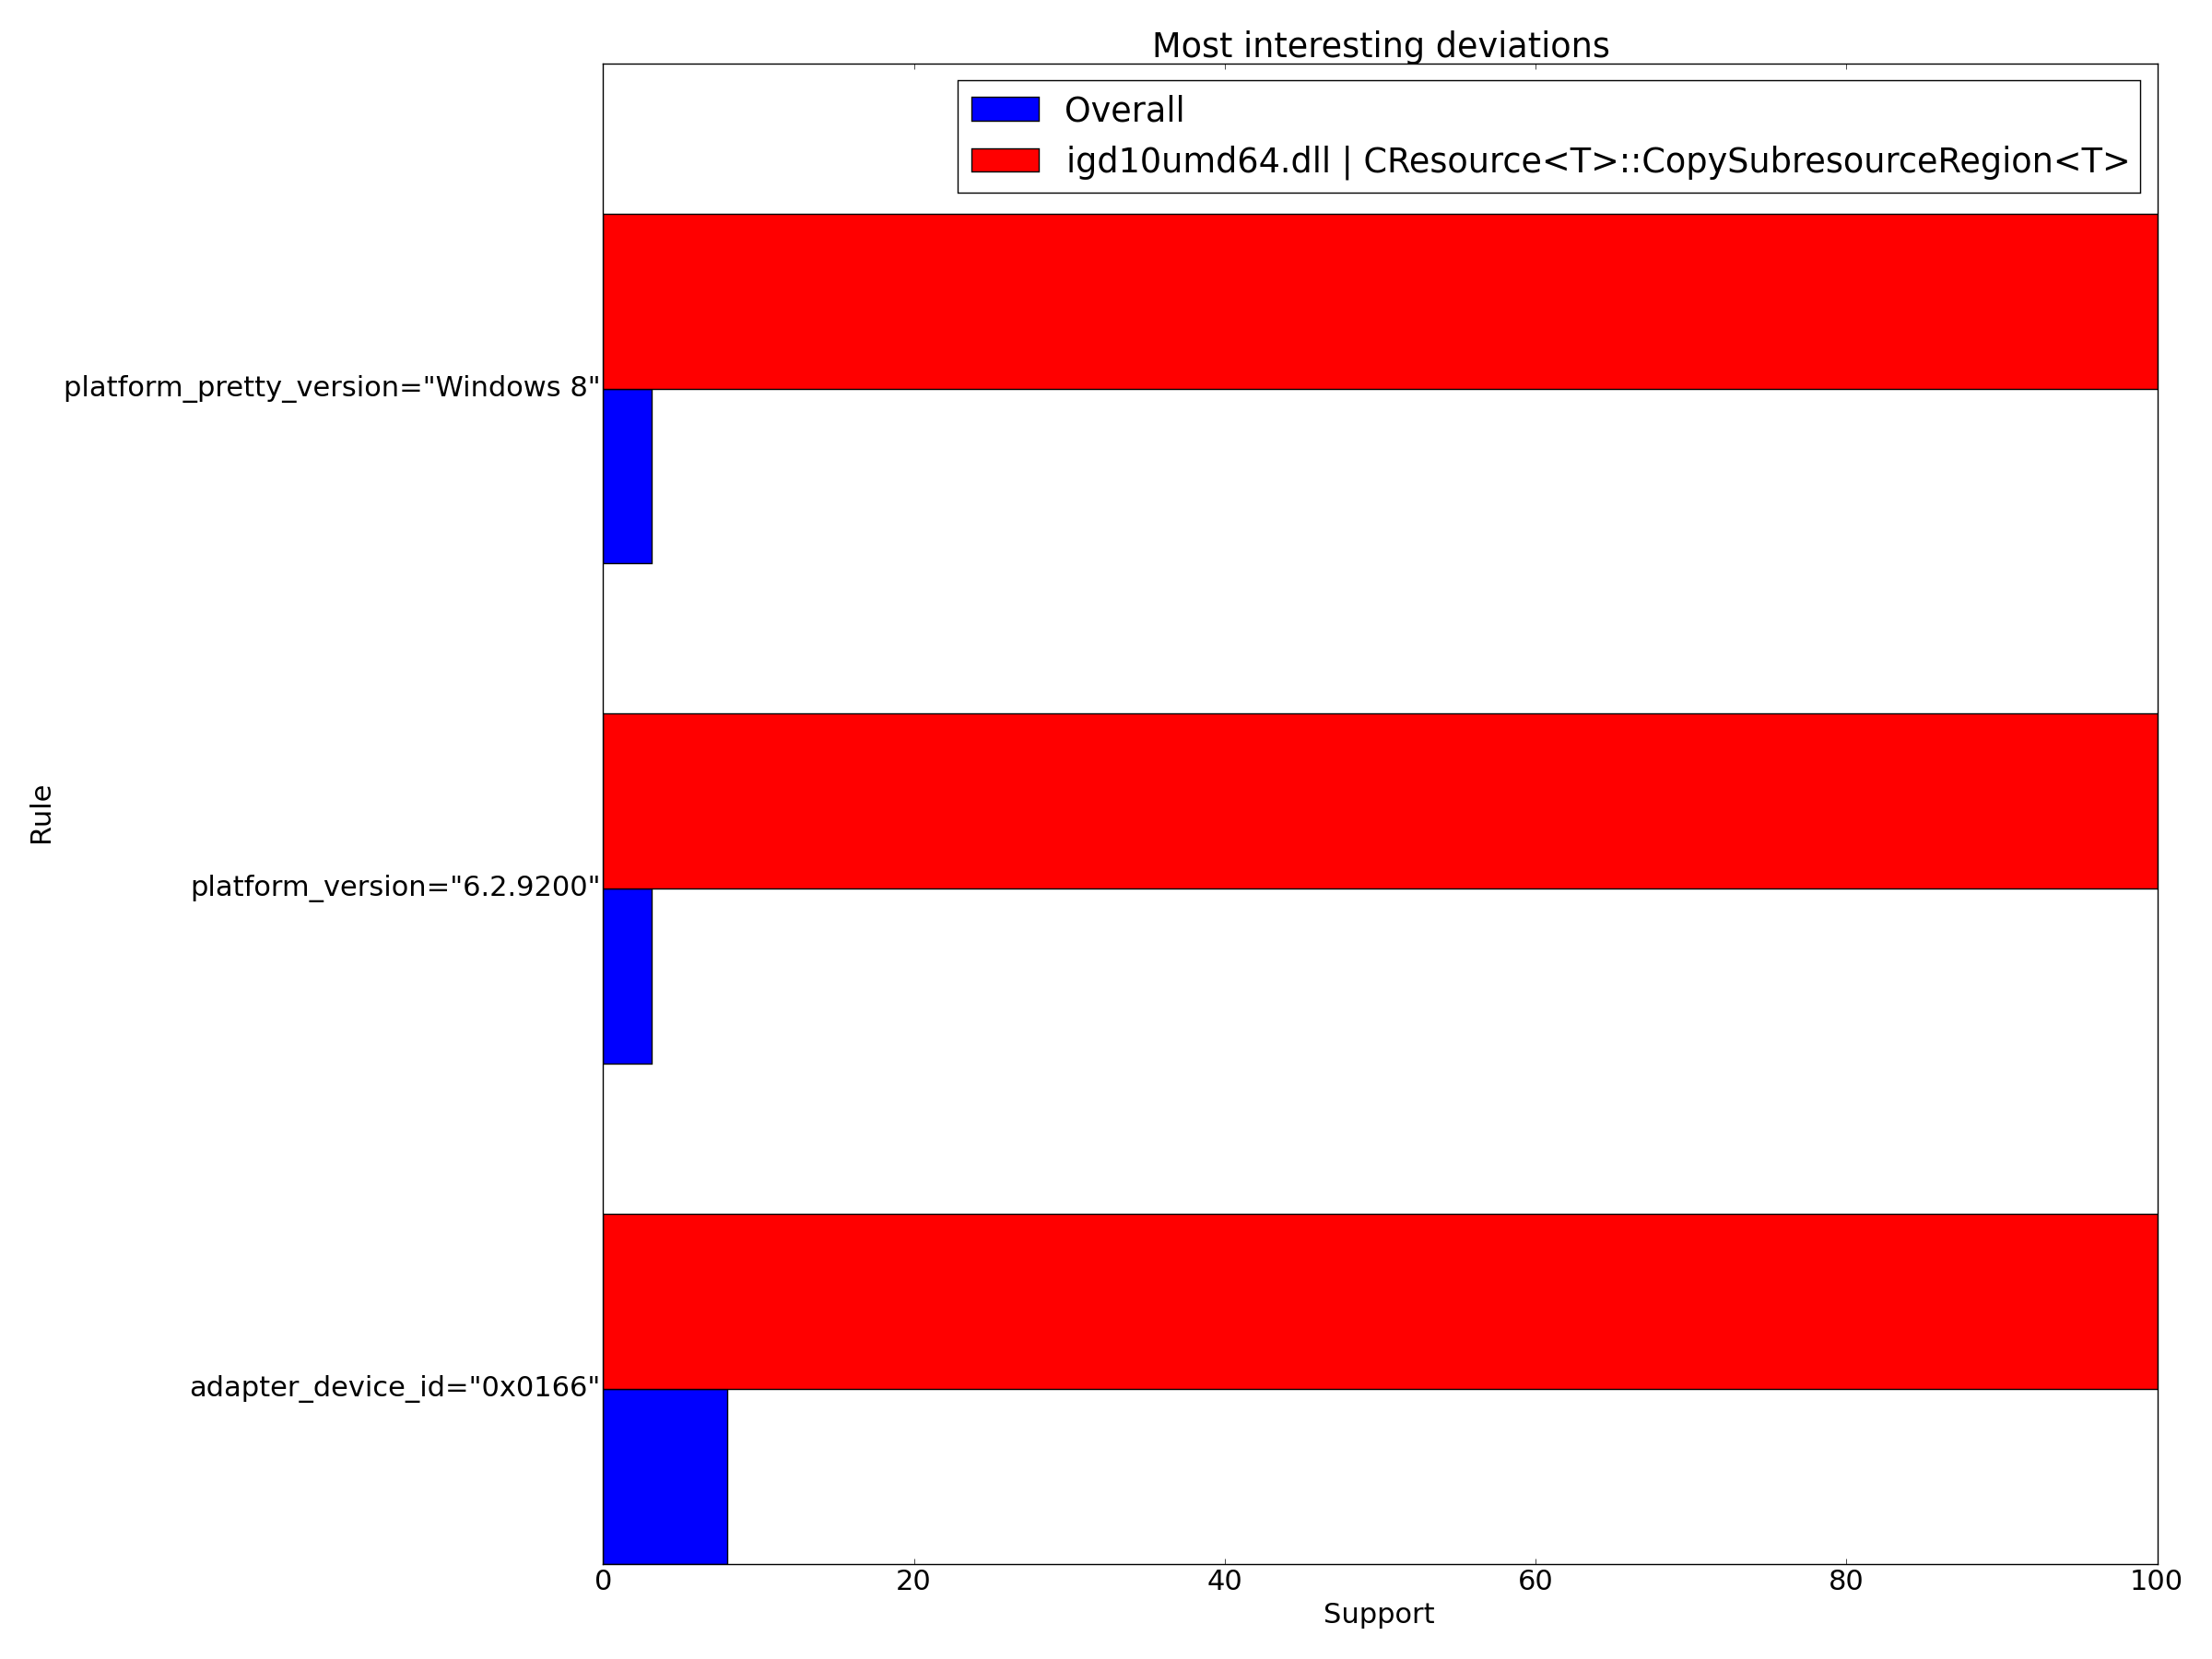 Most interesting deviations
Overall
igd10umd64.dll | CResource<T>::CopySubresourceRegion<T>
platform_pretty_version="Windows 8"
platform_version="6.2.9200"
adapter_device_id="0x0166"
Rule
0 20 40 60 80 100
Support